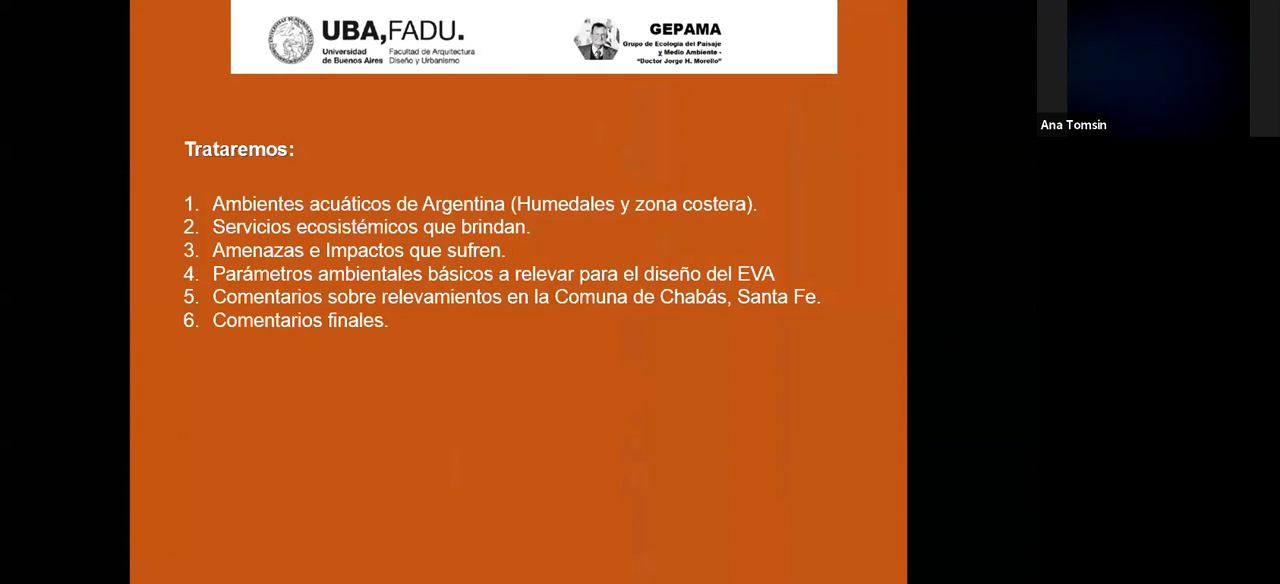 UBA,FADU.
Universidad
de Buenos Aires
Facultad de Arquitectura
Diseño y Urbanismo
GEPAMA
Grupo de Ecología del Paisaje
y Medio Ambiente -
"Doctor Jorge H. Morello"
Ana Tomsin
Trataremos:
1. Ambientes acuáticos de Argentina (Humedales y zona costera).
2. Servicios ecosistémicos que brindan.
3. Amenazas e Impactos que sufren.
4. Parámetros ambientales básicos a relevar para el diseño del EVA
5. Comentarios sobre relevamientos en la Comuna de Chabás, Santa Fe.
6. Comentarios finales.